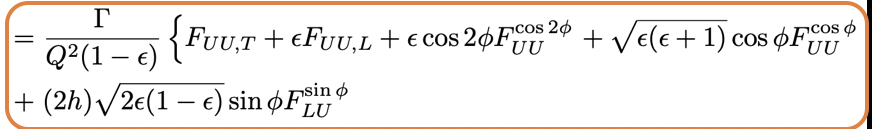 = \frac{\Gamma}{Q^2(1-\epsilon)} \Big\{ F_{UU,T} + \epsilon F_{UU,L} + \epsilon \cos 2\phi F_{UU}^{\cos 2\phi} + \sqrt{\epsilon(\epsilon+1)} \cos \phi F_{UU}^{\cos \phi}
+ (2h)\sqrt{2\epsilon(1-\epsilon)} \sin \phi F_{LU}^{\sin \phi}